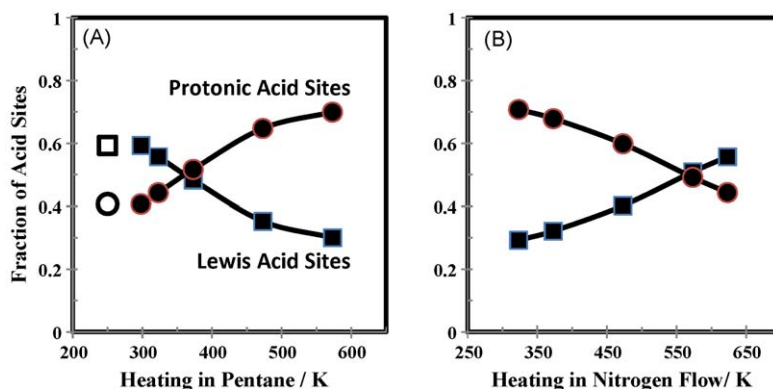 (A)
Protonic Acid Sites
Lewis Acid Sites
Fraction of Acid Sites
1
0.8
0.6
0.4
0.2
0
200 300 400 500 600
Heating in Pentane / K
(B)
1
0.8
0.6
0.4
0.2
0
250 350 450 550 650
Heating in Nitrogen Flow/ K